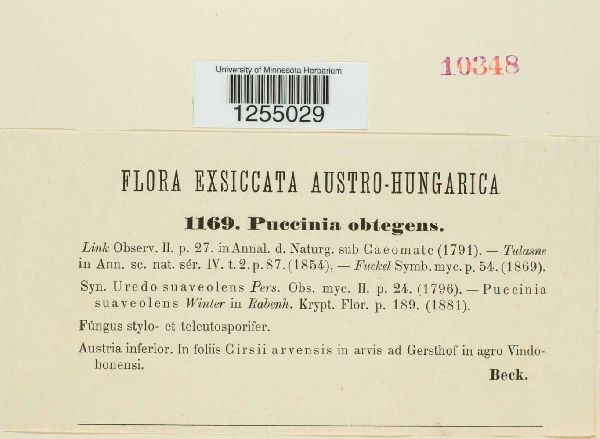 University of Minnesota Herbarium
1255029
10348
FLORA EXSICCATA AUSTRO-HUNGARICA
1169. Puccinia obtegens.
Link Observ. II. p. 27. in Annal. d. Naturg. sub Caeomate (1791). — Tulasne
in Ann. sc. nat. sér. IV. t. 2. p. 87. (1854), — Fuckel Symb. myc. p. 54. (1869).
Syn. Uredo suaveolens Pers. Obs. myc. II. p. 24. (1796). — Puccinia
suaveolens Winter in Rabenh. Krypt. Flor. p. 189. (1881).
Fúngus stylo- et teleutosporifer.
Austria inferior. In foliis Cirsii arvensis in arvis ad Gersthof in agro Vindo-
bonensi.
Beck.